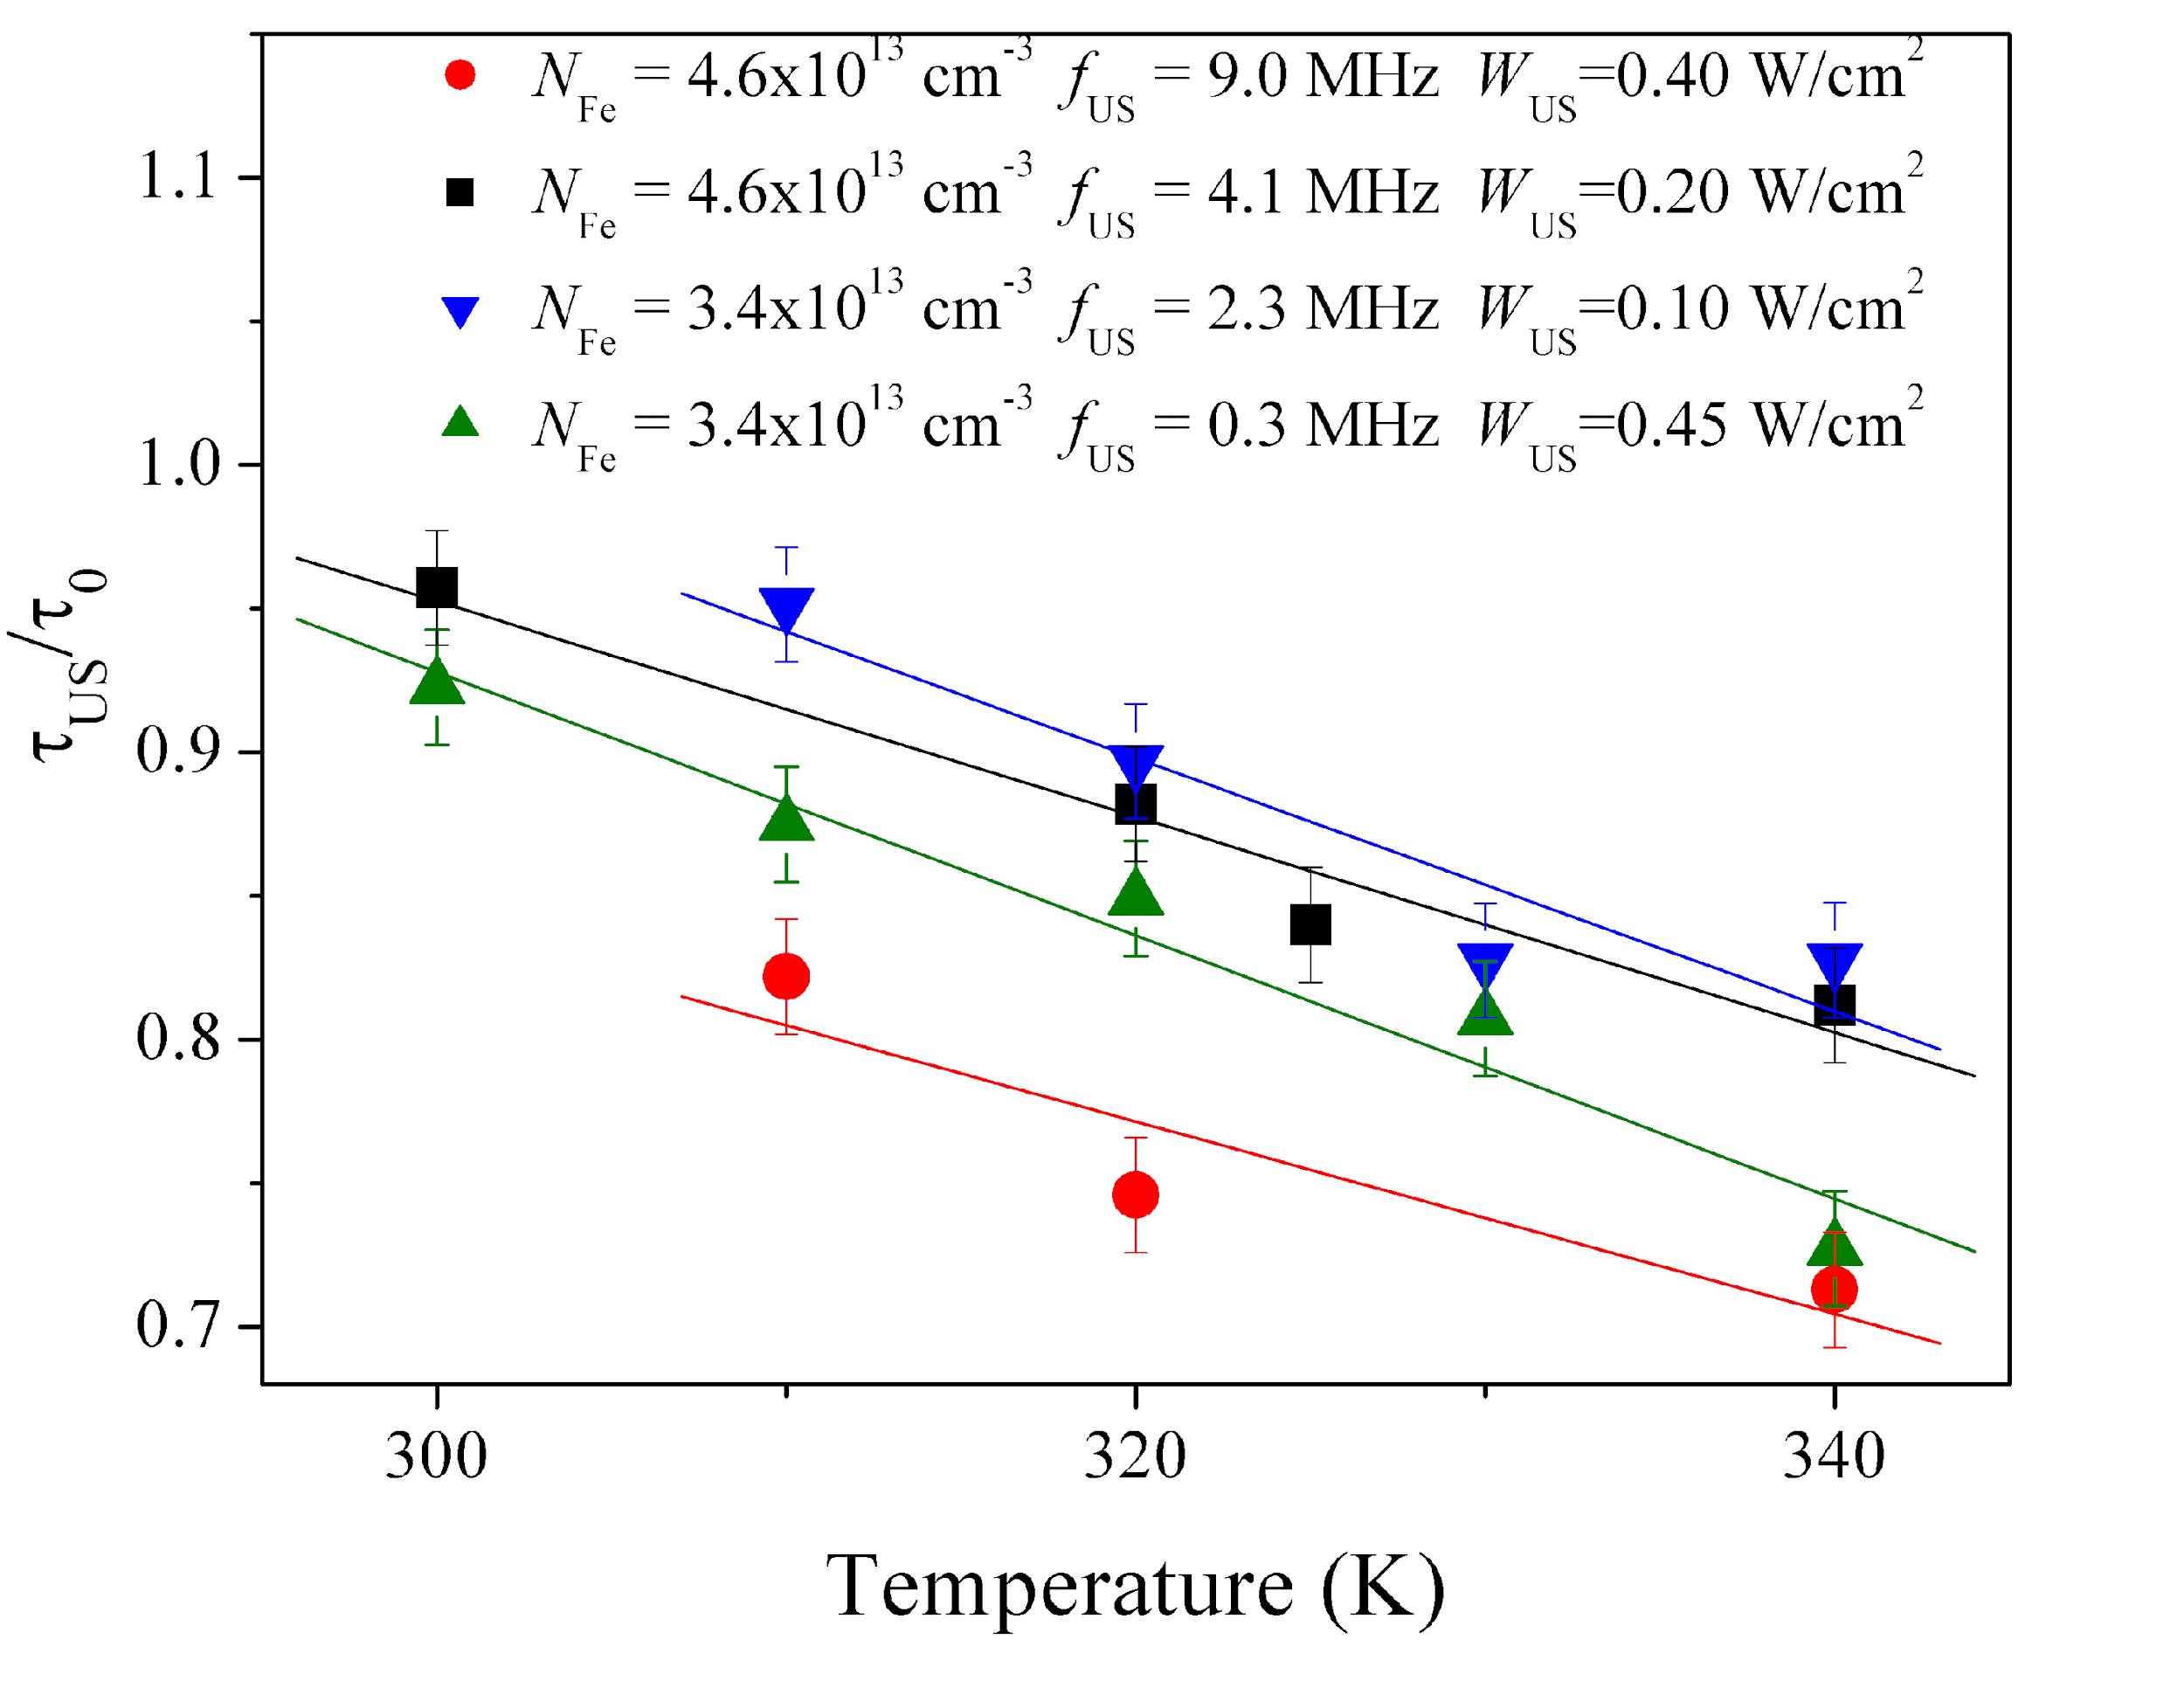 N_Fe = 4.6x10^13 cm^-3 f_US = 9.0 MHz W_US=0.40 W/cm^2
N_Fe = 4.6x10^13 cm^-3 f_US = 4.1 MHz W_US=0.20 W/cm^2
N_Fe = 3.4x10^13 cm^-3 f_US = 2.3 MHz W_US=0.10 W/cm^2
N_Fe = 3.4x10^13 cm^-3 f_US = 0.3 MHz W_US=0.45 W/cm^2
1.1
1.0
0.9
0.8
0.7
τ_US/τ_0
300 320 340
Temperature (K)